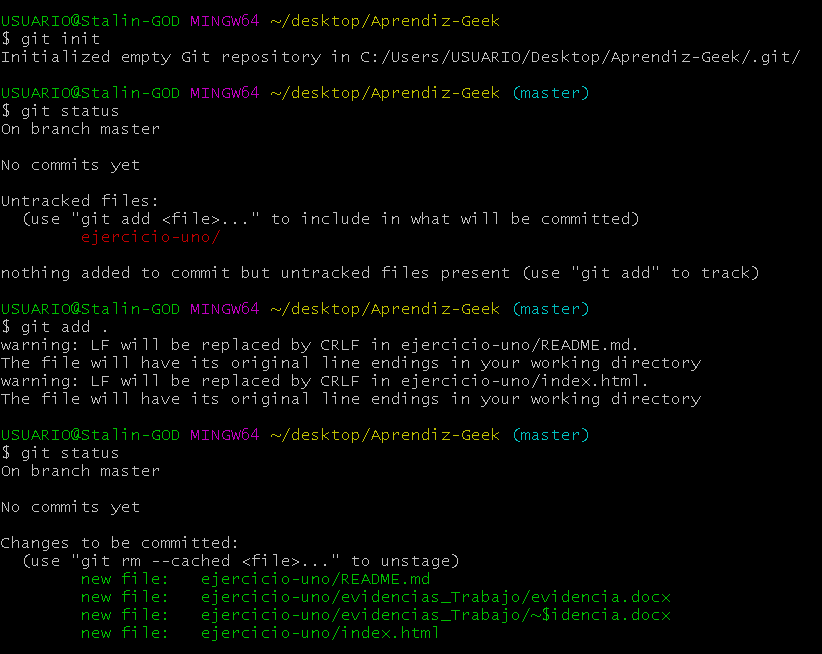 USUARIO@Stalin-GOD MINGW64 ~/desktop/Aprendiz-Geek
$ git init
Initialized empty Git repository in C:/Users/USUARIO/Desktop/Aprendiz-Geek/.git/

USUARIO@Stalin-GOD MINGW64 ~/desktop/Aprendiz-Geek (master)
$ git status
On branch master

No commits yet

Untracked files:
  (use "git add <file>..." to include in what will be committed)
        ejercicio-uno/

nothing added to commit but untracked files present (use "git add" to track)

USUARIO@Stalin-GOD MINGW64 ~/desktop/Aprendiz-Geek (master)
$ git add .
warning: LF will be replaced by CRLF in ejercicio-uno/README.md.
The file will have its original line endings in your working directory
warning: LF will be replaced by CRLF in ejercicio-uno/index.html.
The file will have its original line endings in your working directory

USUARIO@Stalin-GOD MINGW64 ~/desktop/Aprendiz-Geek (master)
$ git status
On branch master

No commits yet

Changes to be committed:
  (use "git rm --cached <file>..." to unstage)
        new file:   ejercicio-uno/README.md
        new file:   ejercicio-uno/evidencias_Trabajo/evidencia.docx
        new file:   ejercicio-uno/evidencias_Trabajo/~$idencia.docx
        new file:   ejercicio-uno/index.html